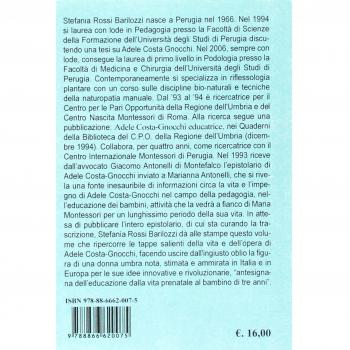 Stefania Rossi Barilozzi nasce a Perugia nel 1966. Nel 1994
si laurea con lode in Pedagogia presso la Facoltà di Scienze
della Formazione dell'Università degli Studi di Perugia discu-
tendo una tesi su Adele Costa Gnocchi. Nel 2006, sempre con
lode, consegue la laurea di primo livello in Podologia presso la
Facoltà di Medicina e Chirurgia dell'Università degli Studi di
Perugia. Contemporaneamente si specializza in riflessologia
plantare con un corso sulle discipline bio-naturali e tecniche
della naturopatia manuale. Dal '93 al '94 è ricercatrice per il
Centro per le Pari Opportunità della Regione dell'Umbria e del
Centro Nascita Montessori di Roma. Alla ricerca segue una
pubblicazione: Adele Costa-Gnocchi educatrice, nei Quaderni
della Biblioteca del C.P.O. della Regione dell'Umbria (dicem-
bre 1994). Collabora, per quattro anni, come ricercatrice con il
Centro Internazionale Montessori di Perugia. Nel 1993 riceve
dall'avvocato Giacomo Antonelli di Montefalco l'epistolario di
Adele Costa-Gnocchi inviato a Marianna Antonelli, che si rive-
la una fonte inesauribile di informazioni circa la vita e l'impe-
gno di Adele Costa-Gnocchi nel campo della pedagogia, nel-
l'educazione dei bambini, attività che la vedrà a fianco di Maria
Montessori per un lunghissimo periodo della sua vita. In atte-
sa di pubblicare l'intero epistolario, di cui sta curando la tra-
scrizione, Stefania Rossi Barilozzi dà alle stampe questo volu-
me che ripercorre le tappe salienti della vita e dell'opera di
Adele Costa-Gnocchi, facendo uscire dall'ingiusto oblio la figu-
ra di una donna umbra nota, stimata e ammirata in Italia e in
Europa per le sue idee innovative e rivoluzionarie, "antesigna-
na dell'educazione dalla vita prenatale al bambino di tre anni".
ISBN 978-88-6662-007-5
9 788866 620075
€. 16,00